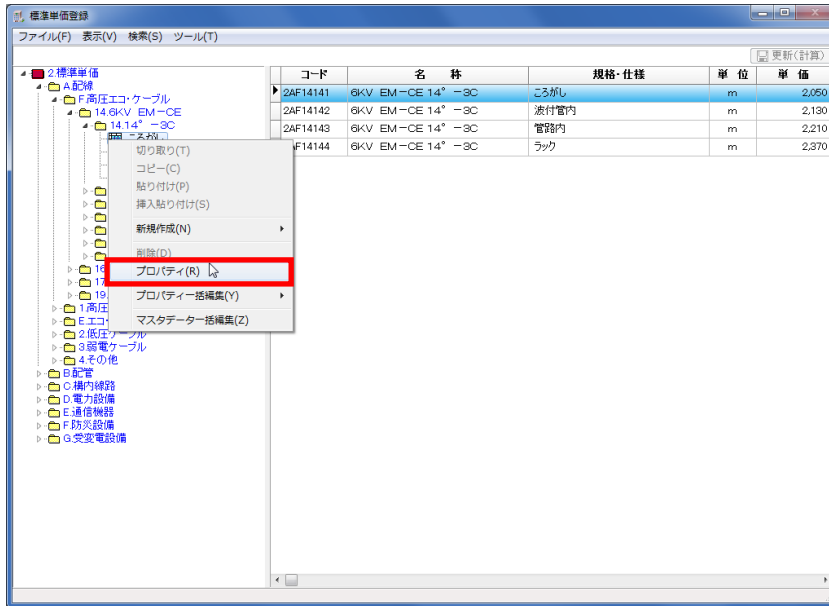 標準単価登録
ファイル(F) 表示(V) 検索(S) ツール(T)
更新(計算)
2.標準単価
A.配線
F.高圧エコ・ケーブル
14.6KV EM-CE
14.14° -3C
ころがし
切り取り(T)
コピー(C)
貼り付け(P)
挿入貼り付け(S)
新規作成(N)
削除(D)
プロパティ(R)
プロパティ一括編集(Y)
マスタデーター括編集(Z)
16
17
19.
1.高圧
E.エコ・
2.低圧ケーブル
3.弱電ケーブル
4.その他
B.配管
C.構内線路
D.電力設備
E.通信機器
F.防災設備
G.受変電設備
コード 名 称 規格・仕様 単 位 単 価
2AF14141 6KV EM-CE 14° -3C ころがし m 2,050
2AF14142 6KV EM-CE 14° -3C 波付管内 m 2,130
2AF14143 6KV EM-CE 14° -3C 管路内 m 2,210
AF14144 6KV EM-CE 14° -3C ラック m 2,370